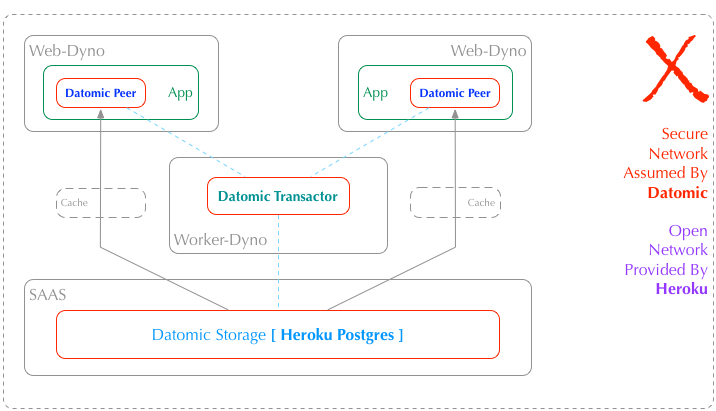 Web-Dyno
Web-Dyno
Datomic Peer
App
App
Datomic Peer
Secure
Network
Assumed By
Datomic
Cache
Datomic Transactor
Cache
Worker-Dyno
Open
Network
Provided By
Heroku
SAAS
Datomic Storage [ Heroku Postgres ]